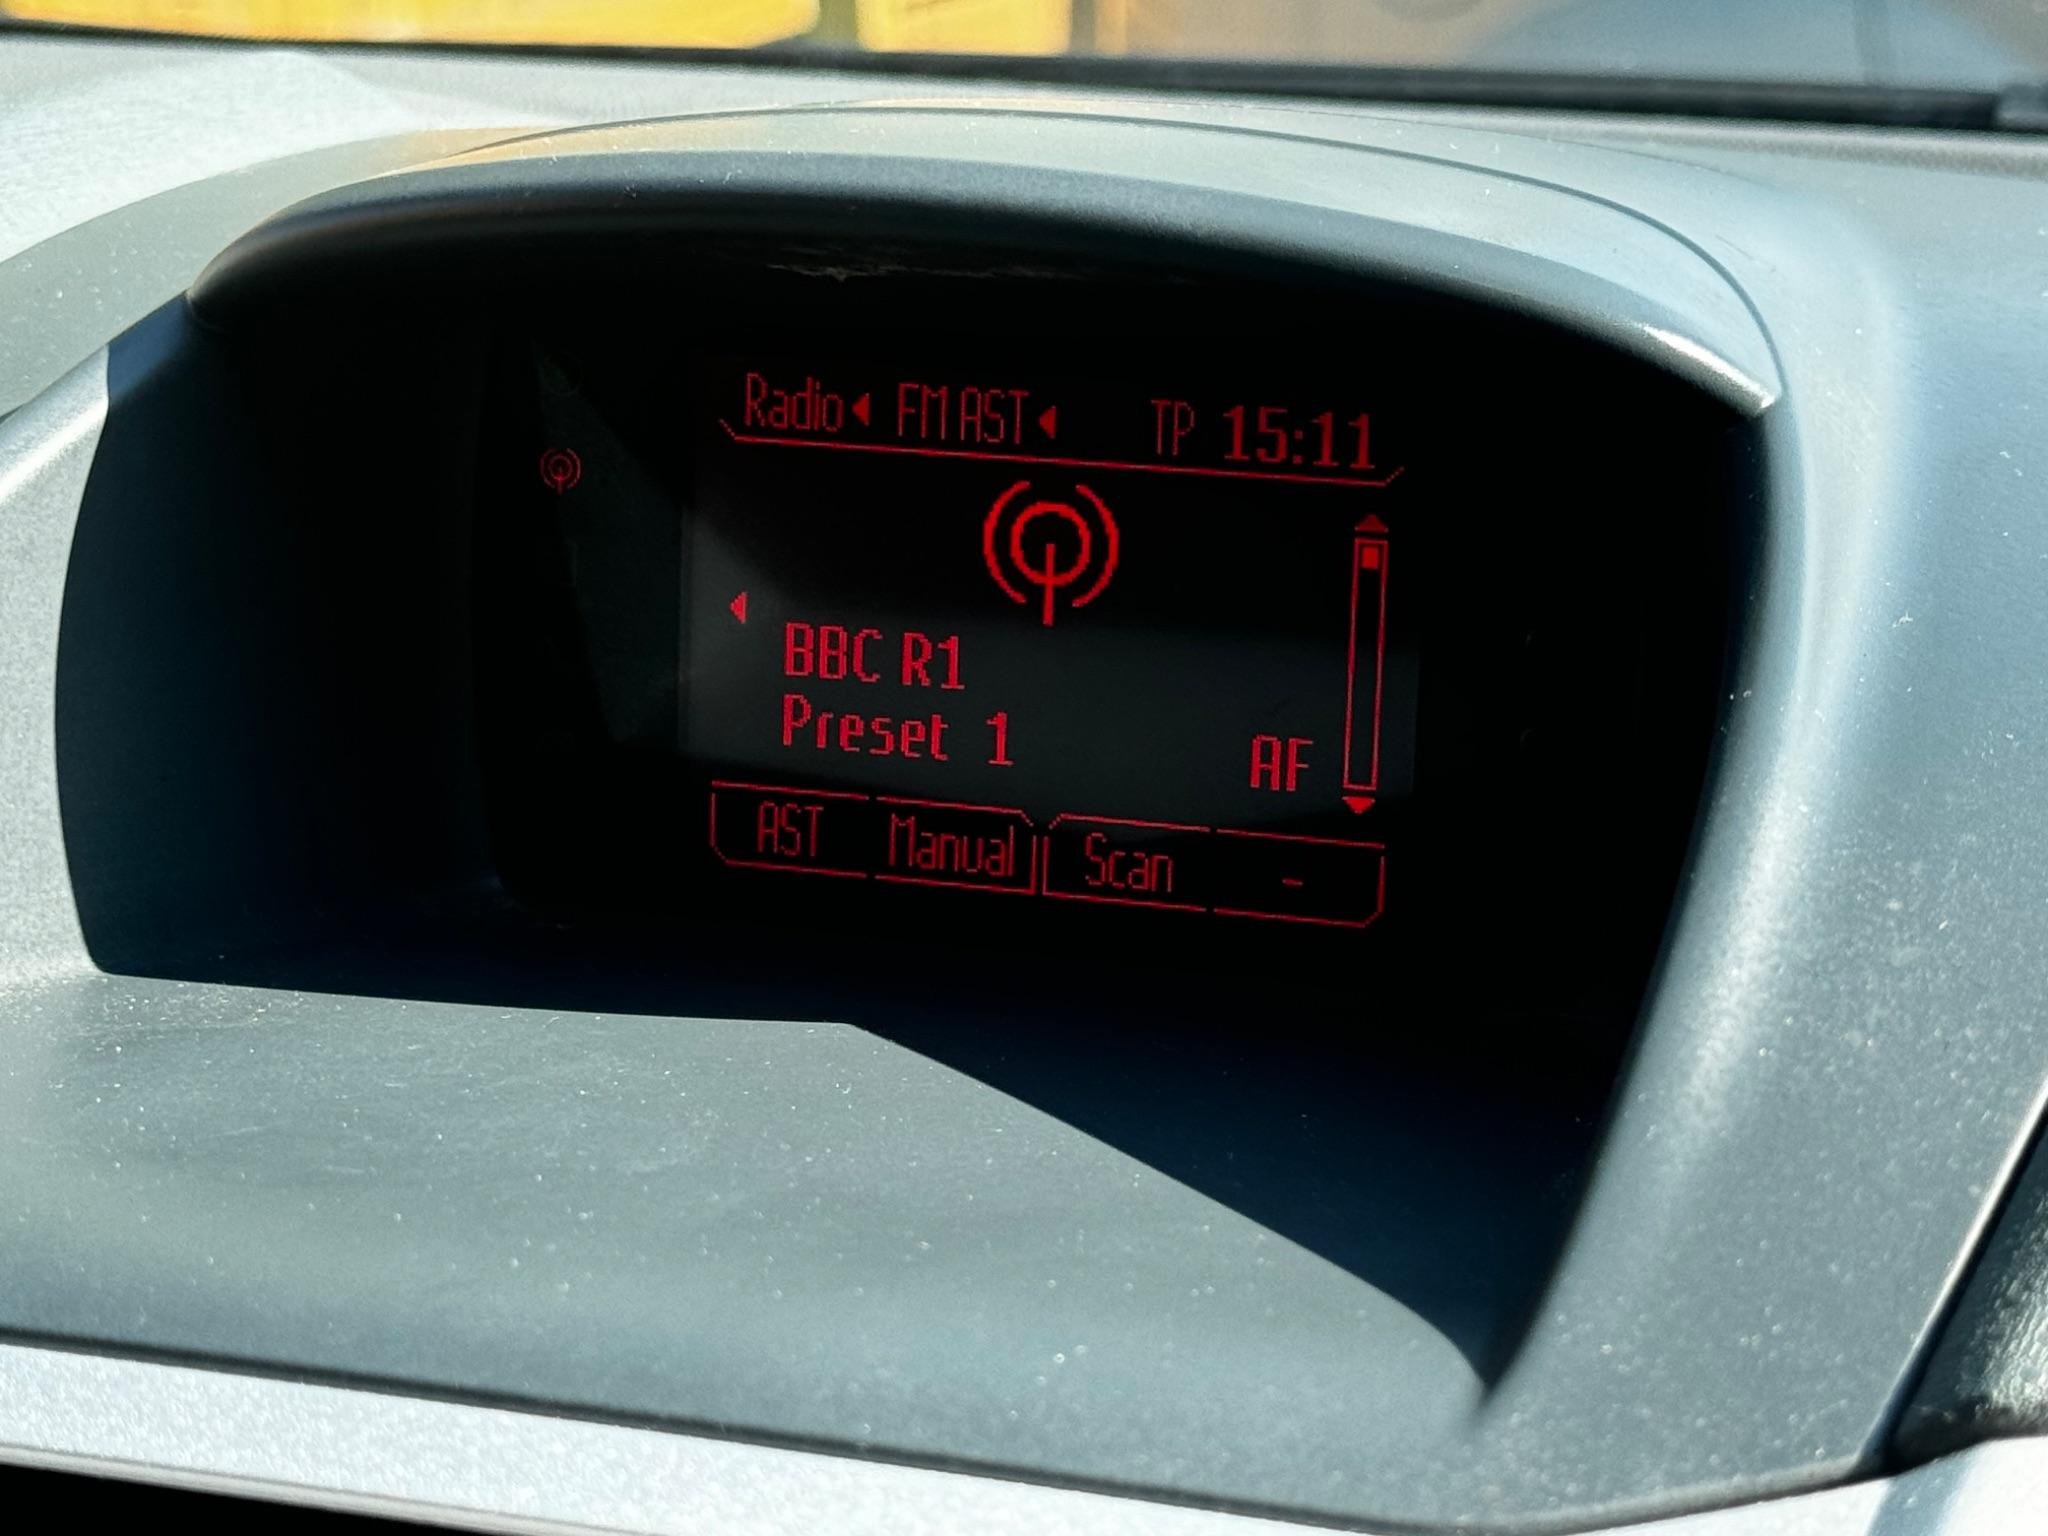 Radio FM AST TP 15:11
BBC R1
Preset 1 AF
AST Manual Scan -